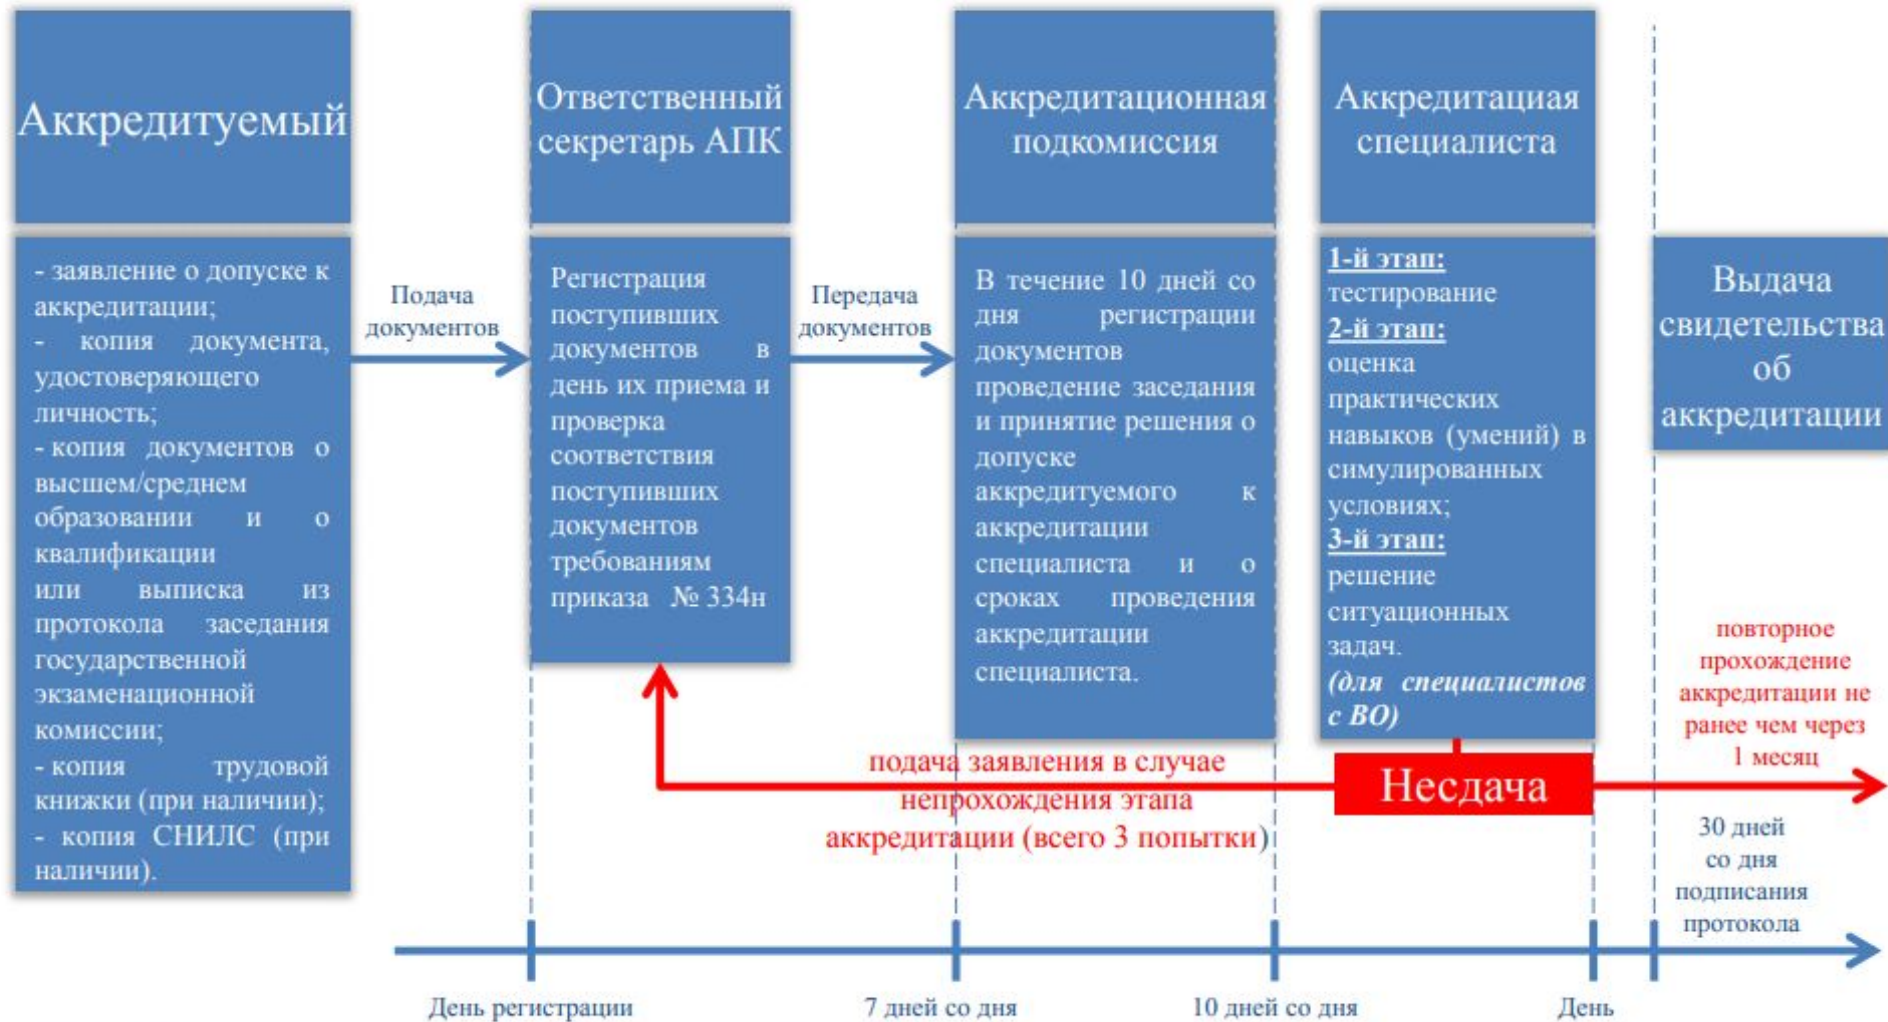 Аккредитуемый
Ответственный
секретарь АПК
Аккредитационная
подкомиссия
Аккредитациая
специалиста
- заявление о допуске к
аккредитации;
- копия документа,
удостоверяющего
личность;
- копия документов о
высшем/среднем
образовании и о
квалификации
или выписка из
протокола заседания
государственной
экзаменационной
комиссии;
- копия трудовой
книжки (при наличии);
- копия СНИЛС (при
наличии).
Подача
документов
Регистрация
поступивших
документов в
день их приема и
проверка
соответствия
поступивших
документов
требованиям
приказа № 334н
Передача
документов
В течение 10 дней со
дня регистрации
документов
проведение заседания
и принятие решения о
допуске
аккредитуемого к
аккредитации
специалиста и о
сроках проведения
аккредитации
специалиста.
1-й этап:
тестирование
2-й этап:
оценка
практических
навыков (умений) в
симулированных
условиях;
3-й этап:
решение
ситуационных
задач.
(для специалистов
с ВО)
Выдача
свидетельства
об
аккредитации
повторное
прохождение
аккредитации не
ранее чем через
1 месяц
Несдача
подача заявления в случае
непрохождения этапа
аккредитации (всего 3 попытки)
30 дней
со дня
подписания
протокола
День регистрации
7 дней со дня
10 дней со дня
День